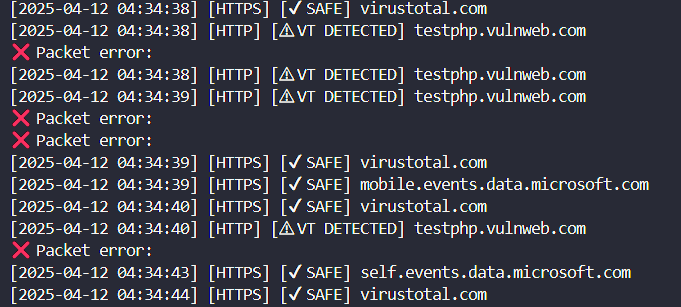 [2025-04-12 04:34:38] [HTTPS] [✔SAFE] virustotal.com
[2025-04-12 04:34:38] [HTTP] [⚠VT DETECTED] testphp.vulnweb.com
❌ Packet error:
[2025-04-12 04:34:38] [HTTP] [⚠VT DETECTED] testphp.vulnweb.com
[2025-04-12 04:34:39] [HTTP] [⚠VT DETECTED] testphp.vulnweb.com
❌ Packet error:
❌ Packet error:
[2025-04-12 04:34:39] [HTTPS] [✔SAFE] virustotal.com
[2025-04-12 04:34:39] [HTTPS] [✔SAFE] mobile.events.data.microsoft.com
[2025-04-12 04:34:40] [HTTPS] [✔SAFE] virustotal.com
[2025-04-12 04:34:40] [HTTP] [⚠VT DETECTED] testphp.vulnweb.com
❌ Packet error:
[2025-04-12 04:34:43] [HTTPS] [✔SAFE] self.events.data.microsoft.com
[2025-04-12 04:34:44] [HTTPS] [✔SAFE] virustotal.com